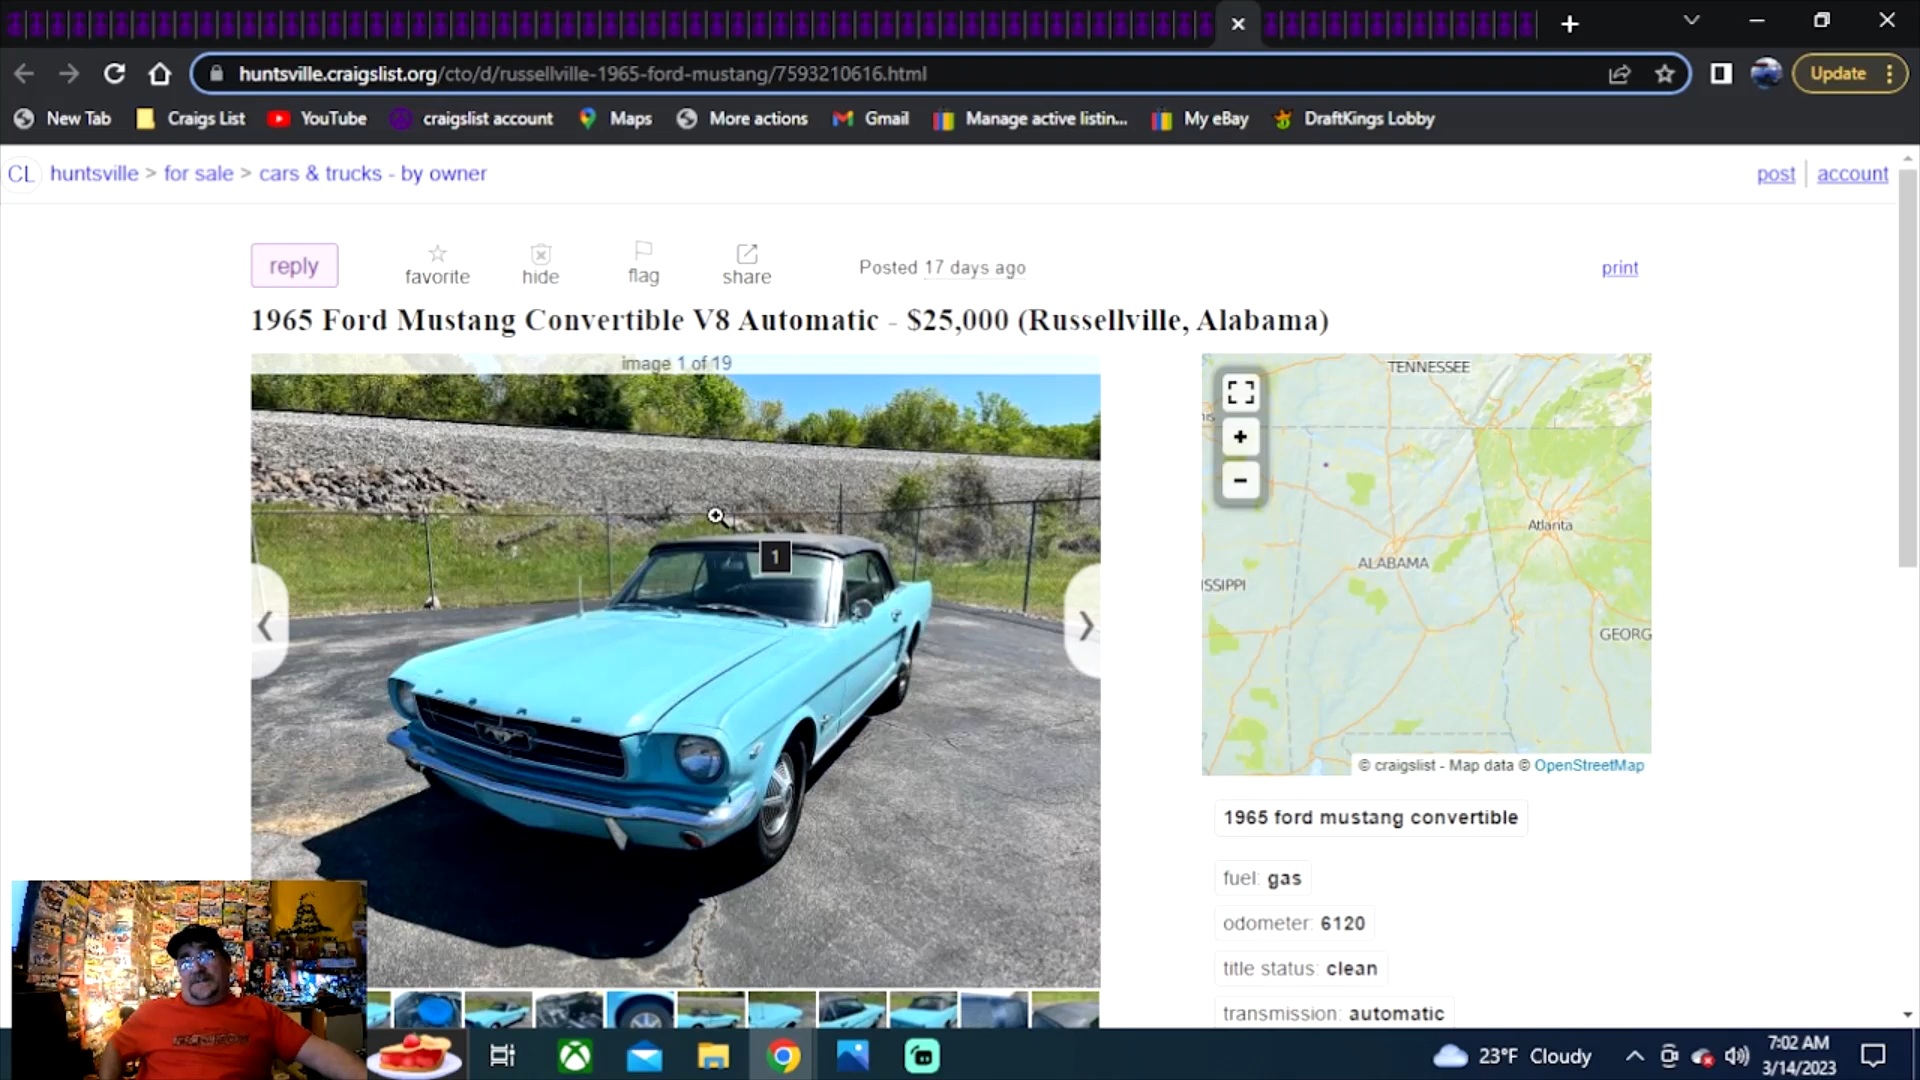 huntsville.craigslist.org/cto/d/russellville-1965-ford-mustang/7593210616.html
Update
New Tab
Craigs List
YouTube
craigslist account
Maps
More actions
Gmail
Manage active listin...
My eBay
DraftKings Lobby
CL huntsville > for sale > cars & trucks - by owner
post
account
reply
favorite
hide
flag
share
Posted 17 days ago
print
1965 Ford Mustang Convertible V8 Automatic - $25,000 (Russellville, Alabama)
image 1 of 19
1
TENNESSEE
Atlanta
ALABAMA
ISSIPPI
GEORG
© craigslist - Map data © OpenStreetMap
1965 ford mustang convertible
fuel: gas
odometer: 6120
title status: clean
transmission: automatic
23°F Cloudy
7:02 AM
3/14/2023